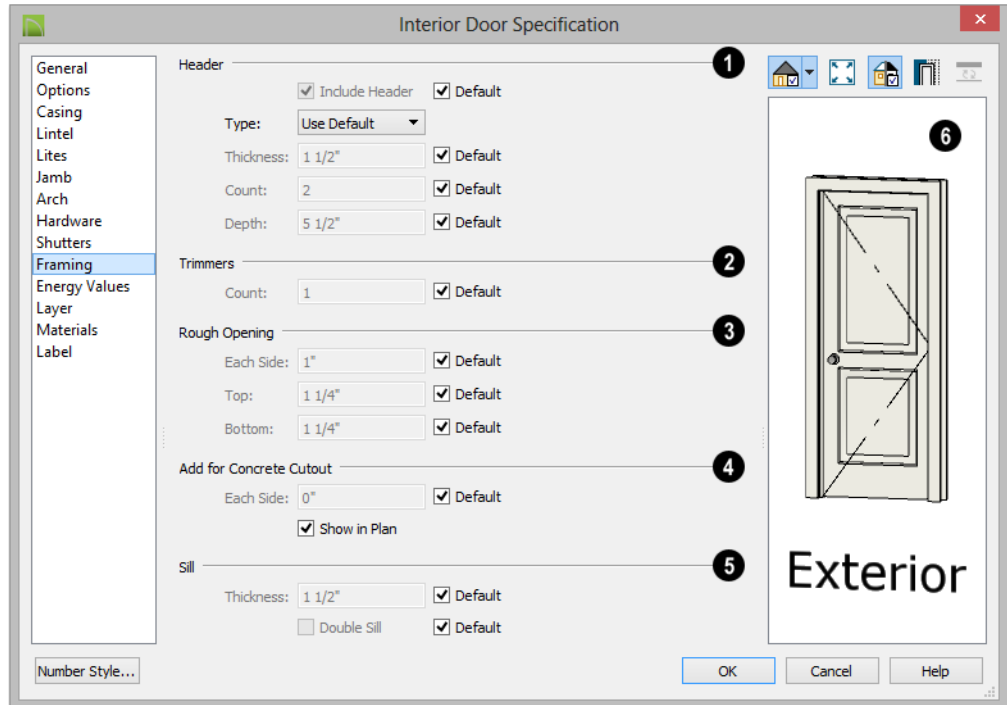 Interior Door Specification
General
Options
Casing
Lintel
Lites
Jamb
Arch
Hardware
Shutters
Framing
Energy Values
Layer
Materials
Label
Header 1
Include Header Default
Type: Use Default
Thickness: 1 1/2" Default
Count: 2 Default
Depth: 5 1/2" Default
Trimmers 2
Count: 1 Default
Rough Opening 3
Each Side: 1" Default
Top: 1 1/4" Default
Bottom: 1 1/4" Default
Add for Concrete Cutout 4
Each Side: 0" Default
Show in Plan
Sill 5
Thickness: 1 1/2" Default
Double Sill Default
6
Exterior
Number Style... OK Cancel Help